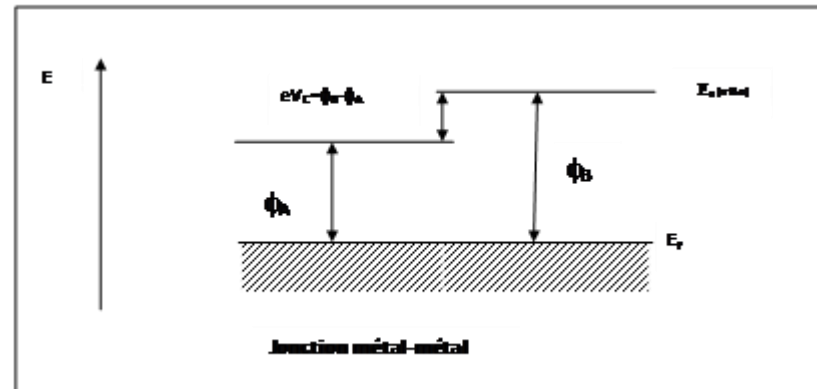 E
eV_C=ϕ_B-ϕ_A
ϕ_A
ϕ_B
E_F
Jonction métal-métal